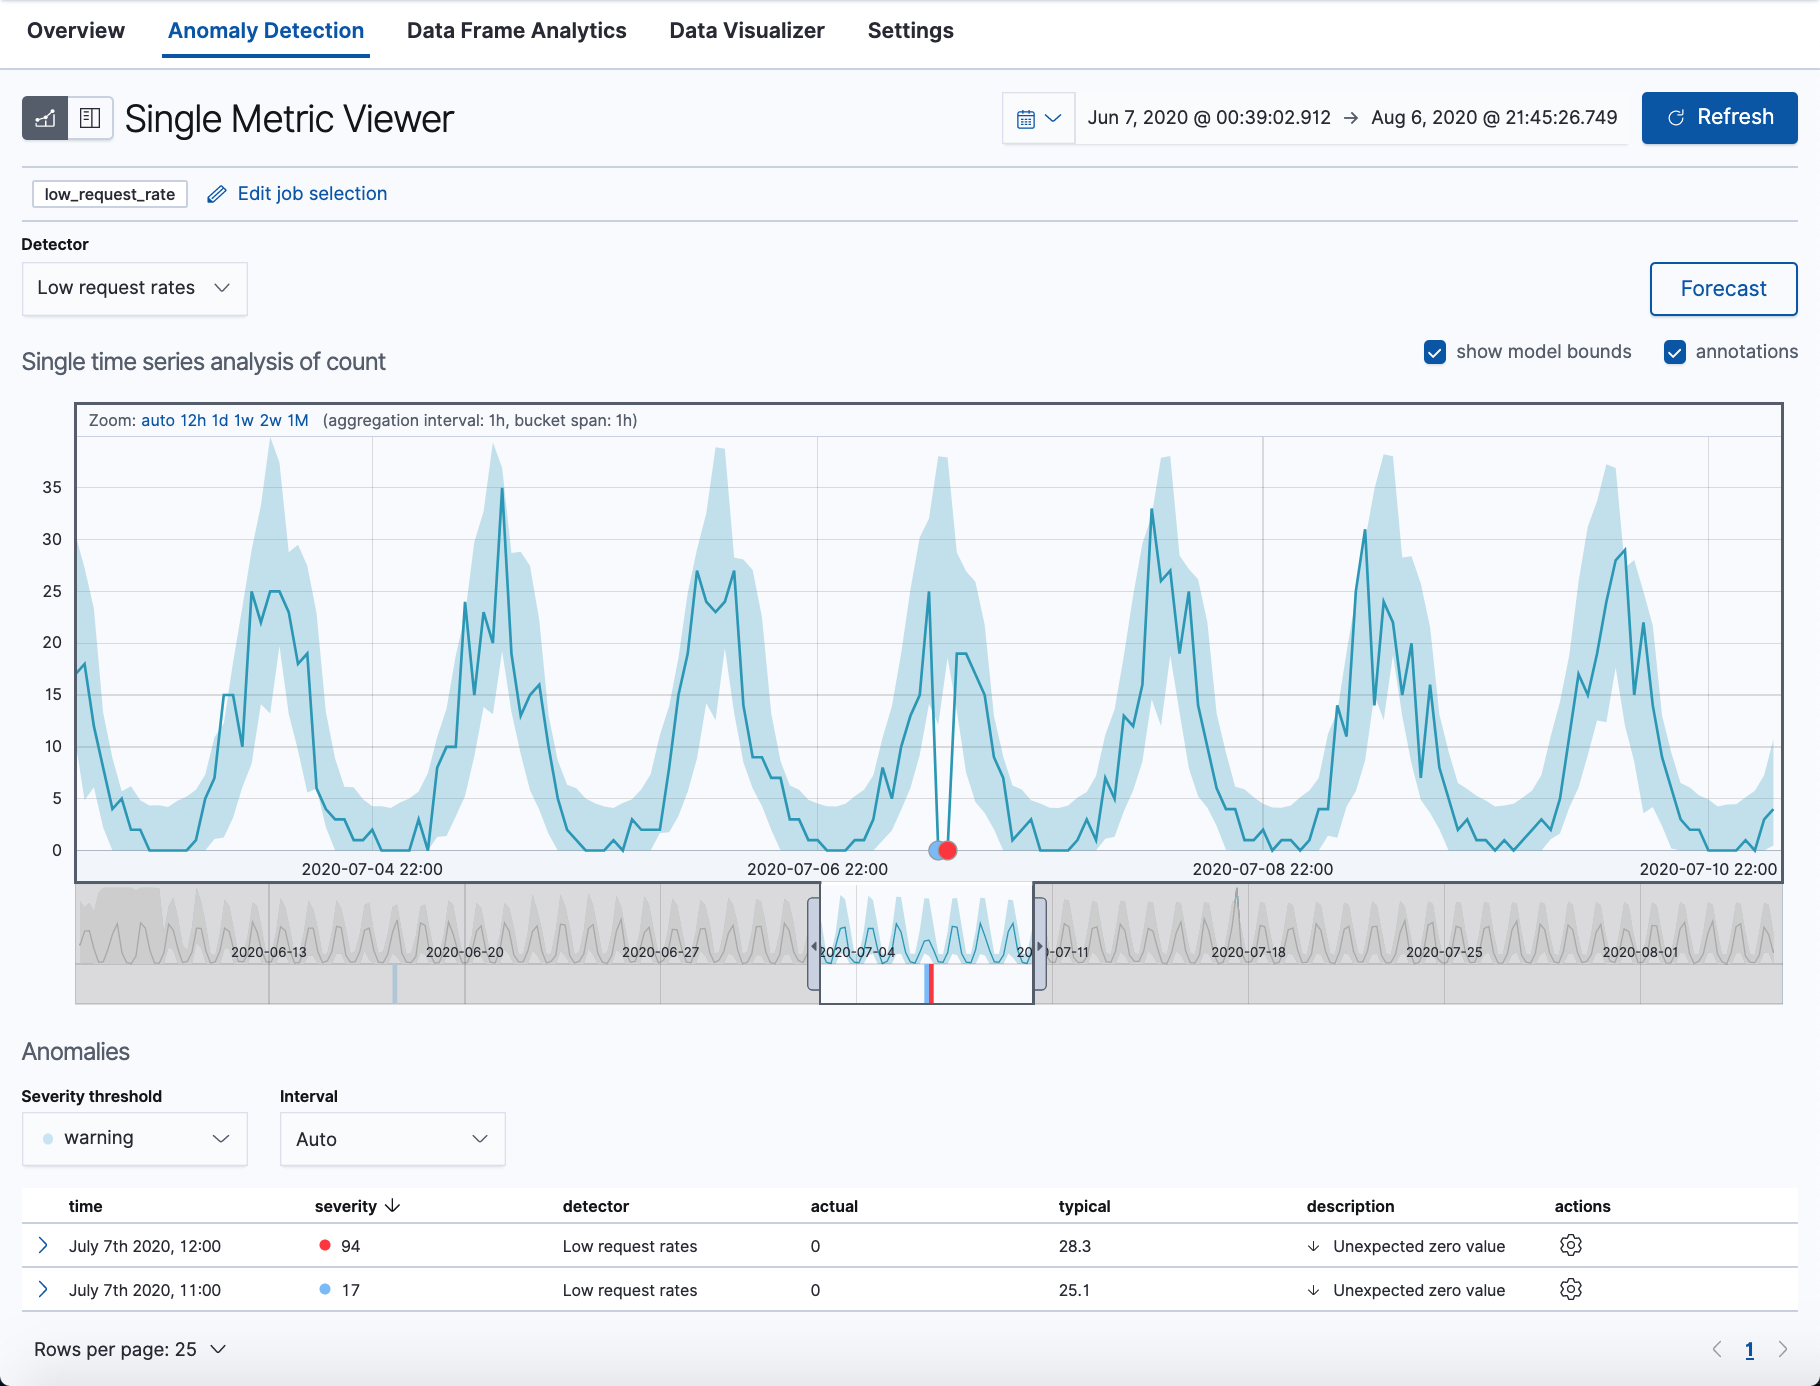 Overview Anomaly Detection Data Frame Analytics Data Visualizer Settings
Single Metric Viewer
Jun 7, 2020 @ 00:39:02.912 → Aug 6, 2020 @ 21:45:26.749 Refresh
low_request_rate Edit job selection
Detector
Low request rates
Forecast
Single time series analysis of count
show model bounds annotations
Zoom: auto 12h 1d 1w 2w 1M (aggregation interval: 1h, bucket span: 1h)
35
30
25
20
15
10
5
0
2020-07-04 22:00 2020-07-06 22:00 2020-07-08 22:00 2020-07-10 22:00
2020-06-13 2020-06-20 2020-06-27 2020-07-04 2020-07-11 2020-07-18 2020-07-25 2020-08-01
Anomalies
Severity threshold Interval
warning Auto
time severity ↓ detector actual typical description actions
July 7th 2020, 12:00 94 Low request rates 0 28.3 ↓ Unexpected zero value
July 7th 2020, 11:00 17 Low request rates 0 25.1 ↓ Unexpected zero value
Rows per page: 25 1